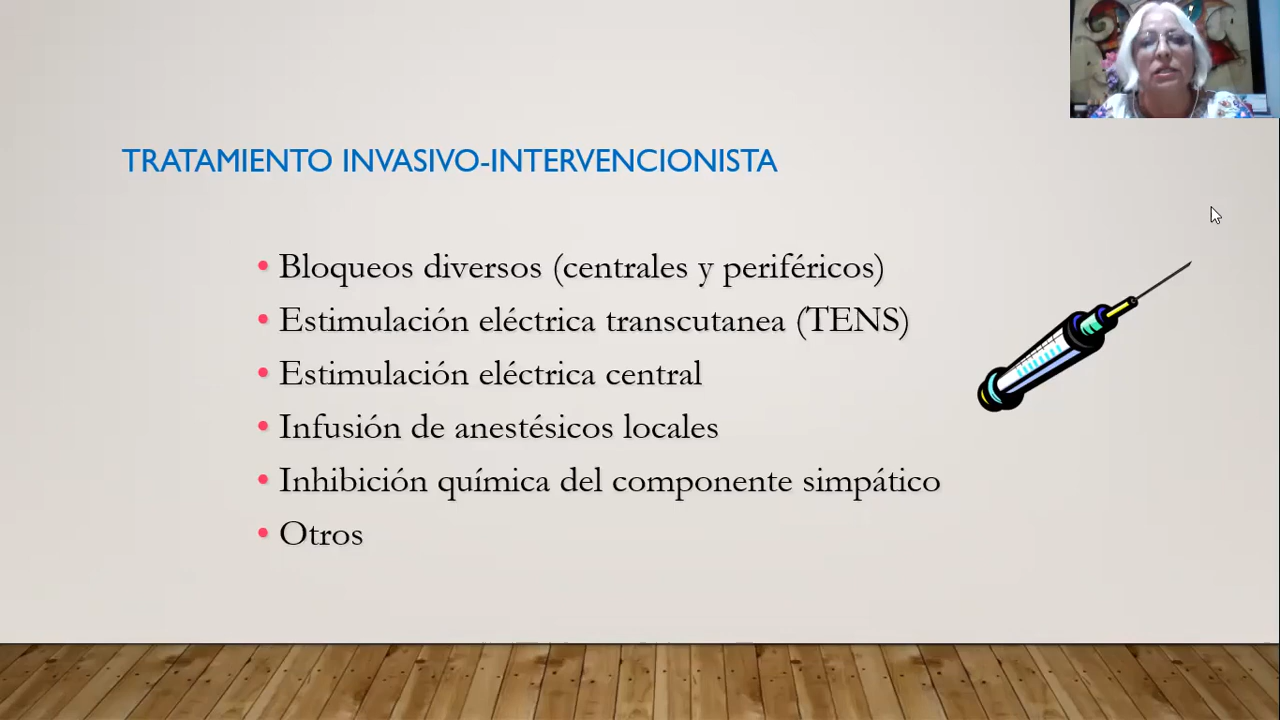 TRATAMIENTO INVASIVO-INTERVENCIONISTA
• Bloqueos diversos (centrales y periféricos)
• Estimulación eléctrica transcutanea (TENS)
• Estimulación eléctrica central
• Infusión de anestésicos locales
• Inhibición química del componente simpático
• Otros